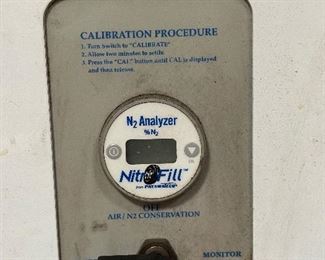 CALIBRATION PROCEDURE
1. Turn Switch to "CALIBRATE"
2. Allow two minutes to settle.
3. Press the "CAL" button until CAL is displayed
and then release.
N2 Analyzer
% N2
NitroFill™
OFF
AIR/ N2 CONSERVATION
MONITOR